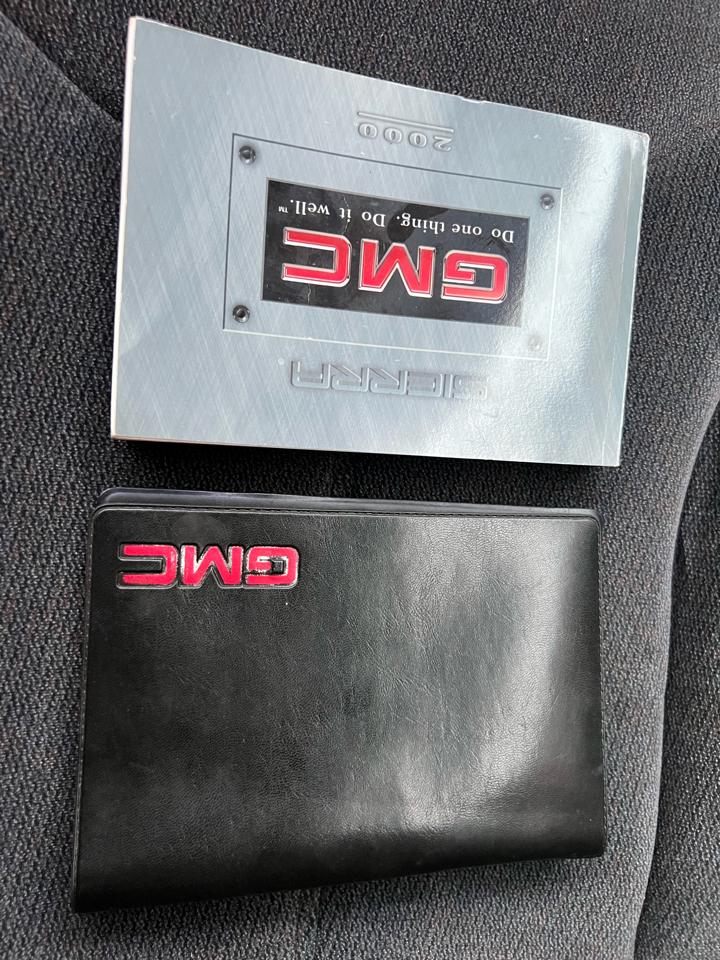 SIERRA®
GMC
Do one thing. Do it well.™
2000
GMC